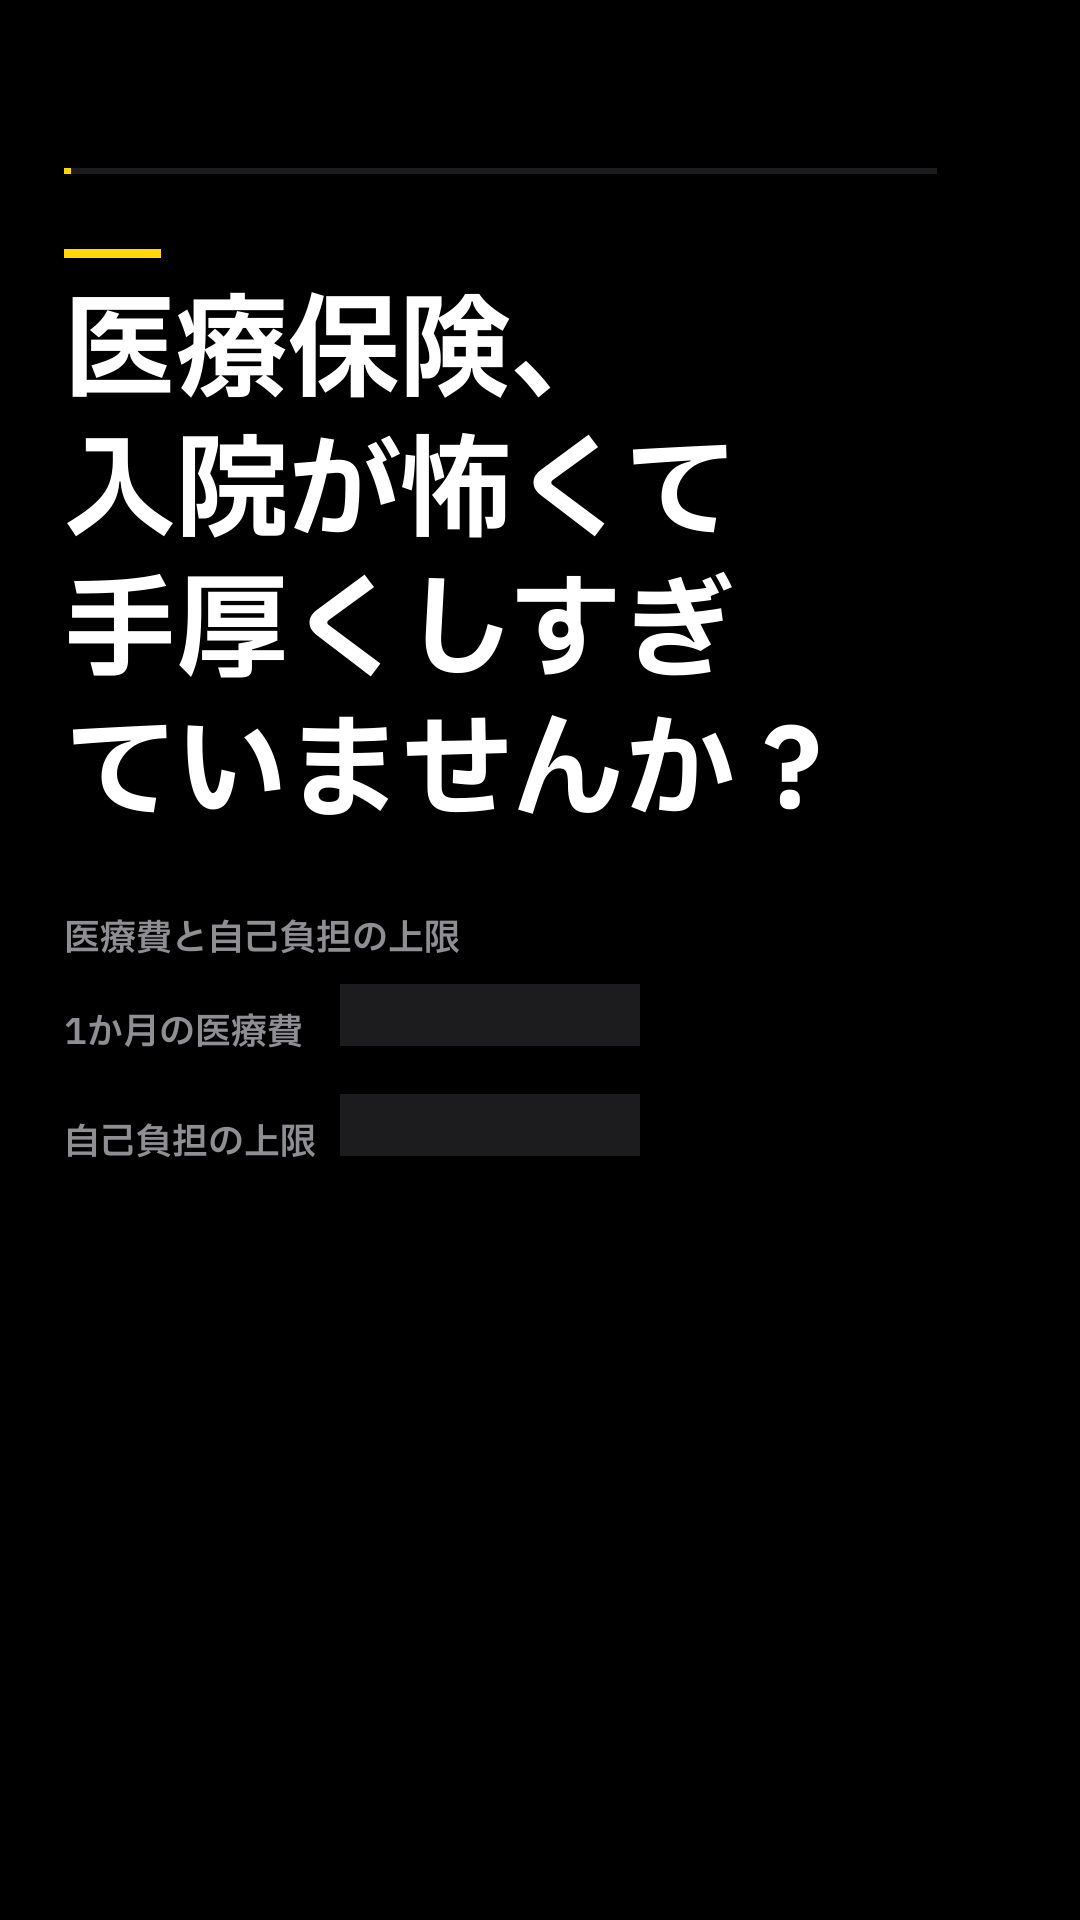 医療保険、
入院が怖くて
手厚くしすぎ
ていませんか？
医療費と自己負担の上限
1か月の医療費
自己負担の上限